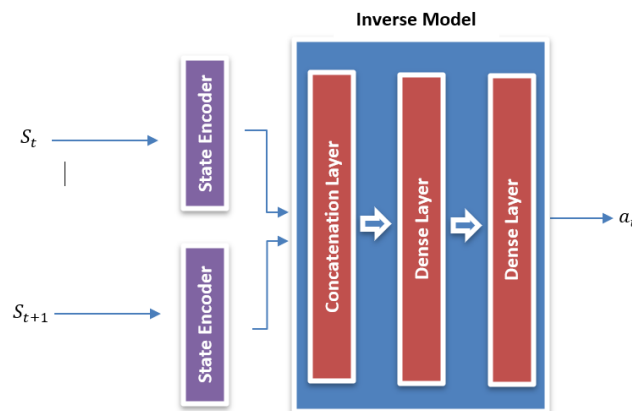 Inverse Model
State Encoder
S_t
State Encoder
S_{t+1}
Concatenation Layer
Dense Layer
Dense Layer
a_t